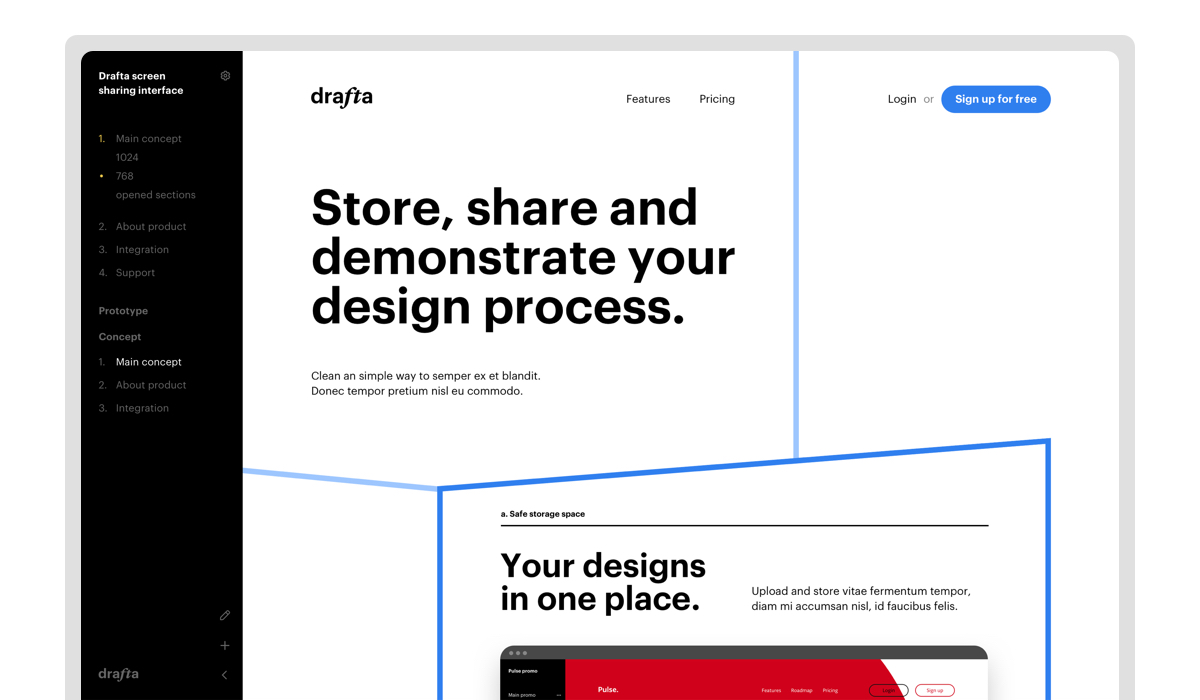 Drafta screen
sharing interface
1. Main concept
1024
768
opened sections
2. About product
3. Integration
4. Support
Prototype
Concept
1. Main concept
2. About product
3. Integration
drafta
drafta
Features
Pricing
Login or Sign up for free
Store, share and
demonstrate your
design process.
Clean an simple way to semper ex et blandit.
Donec tempor pretium nisl eu commodo.
a. Safe storage space
Your designs
in one place.
Upload and store vitae fermentum tempor,
diam mi accumsan nisl, id faucibus felis.
Pulse promo
Main promo
Pulse.
Features
Roadmap
Pricing
Login
Sign up